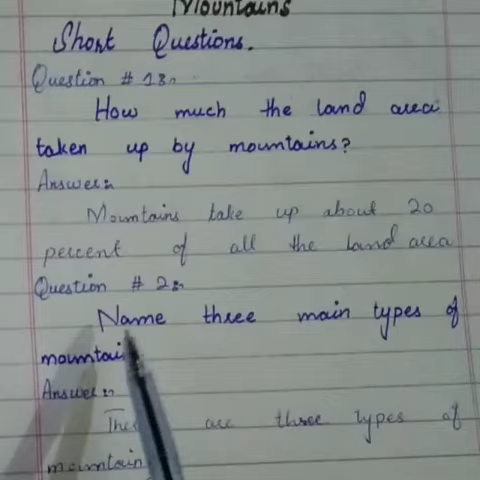 Mountains
Short Questions.
Question # 1:
How much the land area
taken up by mountains?
Answer:
Mountains take up about 20
percent of all the land area
Question # 2:
Name three main types of
Answer:
are three types of
mountain